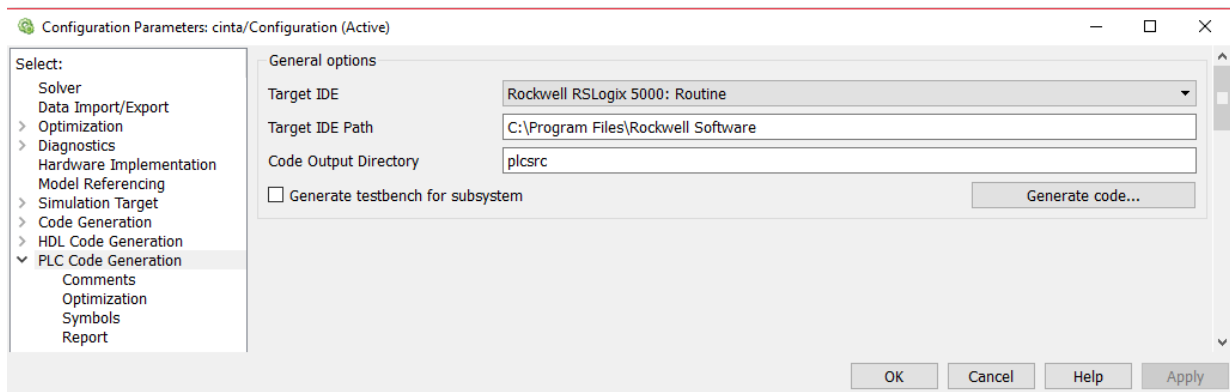 Configuration Parameters: cinta/Configuration (Active)
Select:
Solver
Data Import/Export
Optimization
Diagnostics
Hardware Implementation
Model Referencing
Simulation Target
Code Generation
HDL Code Generation
PLC Code Generation
Comments
Optimization
Symbols
Report
General options
Target IDE Rockwell RSLogix 5000: Routine
Target IDE Path C:\Program Files\Rockwell Software
Code Output Directory plcsrc
Generate testbench for subsystem Generate code...
OK Cancel Help Apply